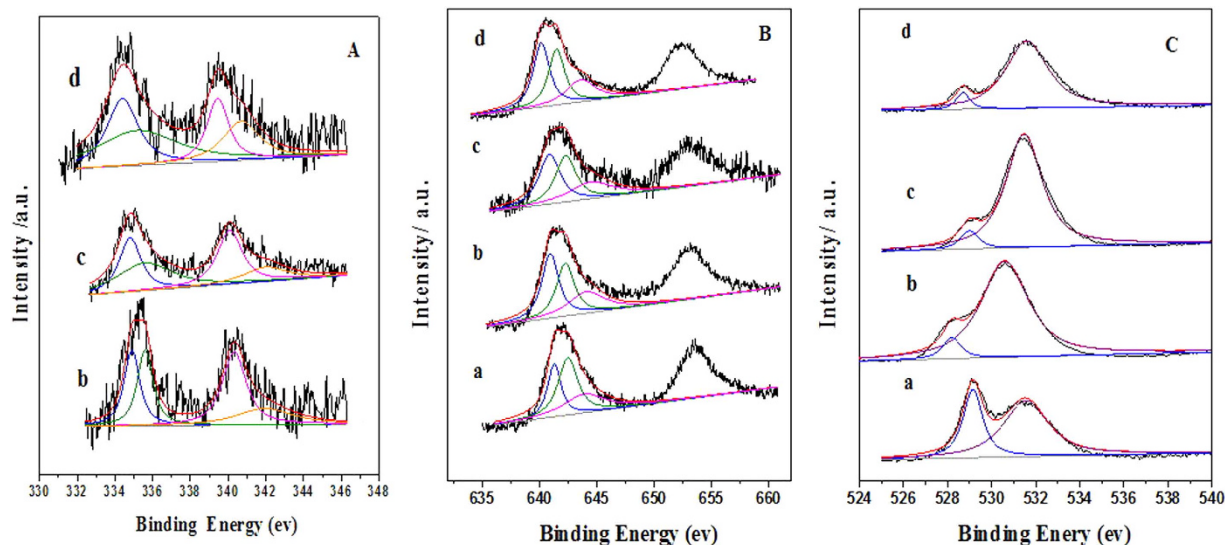 A
d
c
b
Intensity /a.u.
330 332 334 336 338 340 342 344 346 348
Binding Energy (ev)
B
d
c
b
a
Intensity/ a.u.
635 640 645 650 655 660
Binding Energy (ev)
C
d
c
b
a
Intensity/ a.u.
524 526 528 530 532 534 536 538 540
Binding Enery (ev)